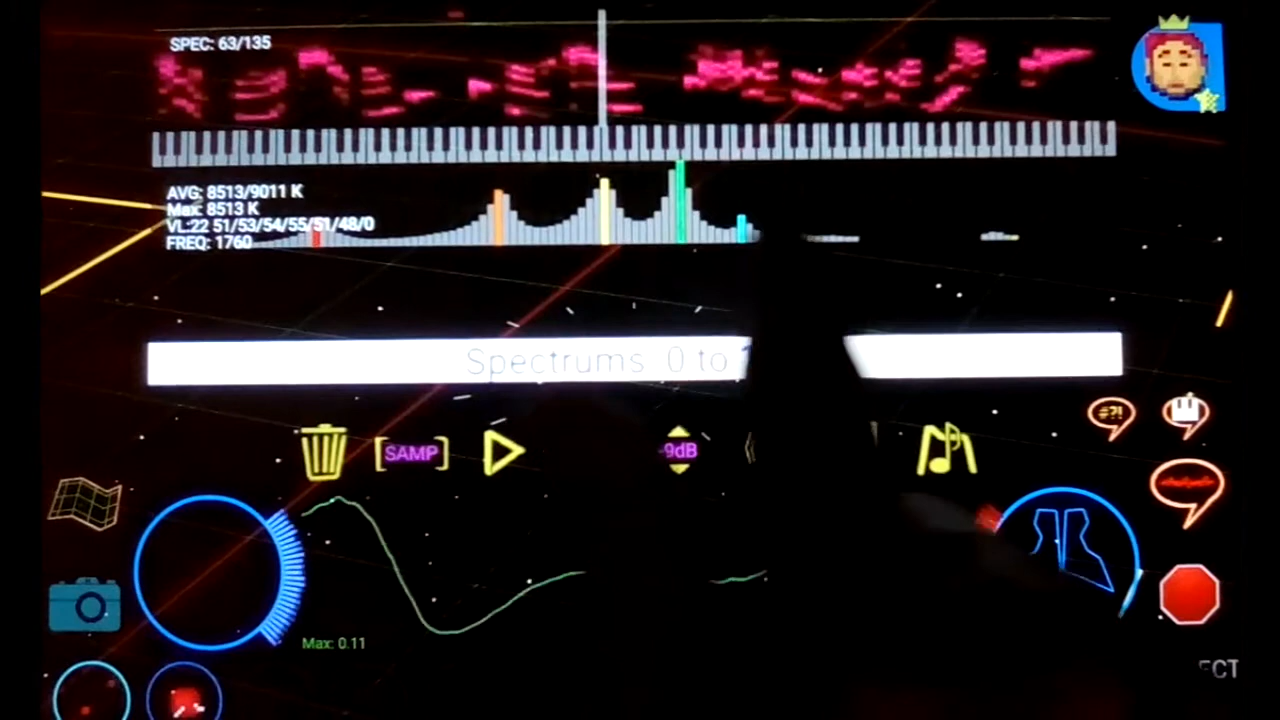 SPEC: 63/135
AVG: 8513/9011 K
Max: 8513 K
VL:22 51/53/54/55/51/48/0
FREQ: 1760
Spectrums 0 to
#?!
[SAMP]
-9dB
Max: 0.11
ECT